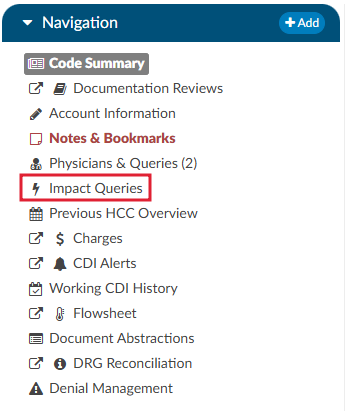 Navigation
+ Add
Code Summary
Documentation Reviews
Account Information
Notes & Bookmarks
Physicians & Queries (2)
Impact Queries
Previous HCC Overview
Charges
CDI Alerts
Working CDI History
Flowsheet
Document Abstractions
DRG Reconciliation
Denial Management